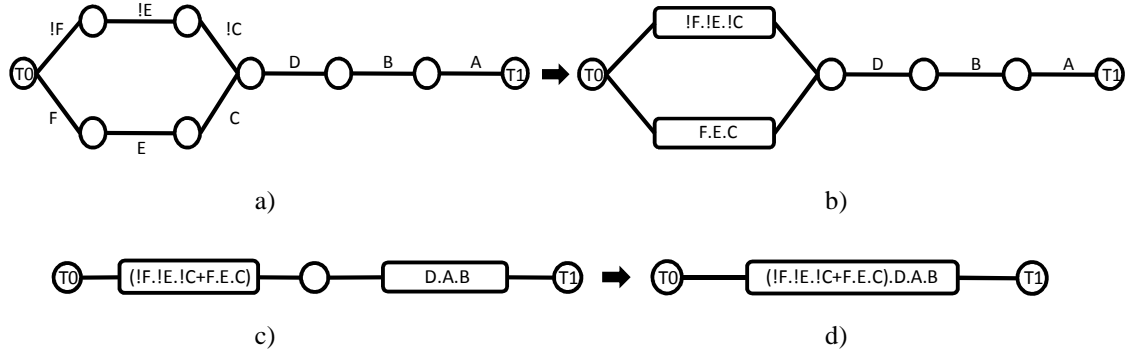 !E
!F
!C
T0
D
B
A
T1
F
C
E
!F.!E.!C
T0
D
B
A
T1
F.E.C
a)
b)
T0
(!F.!E.!C+F.E.C)
D.A.B
T1
T0
(!F.!E.!C+F.E.C).D.A.B
T1
c)
d)